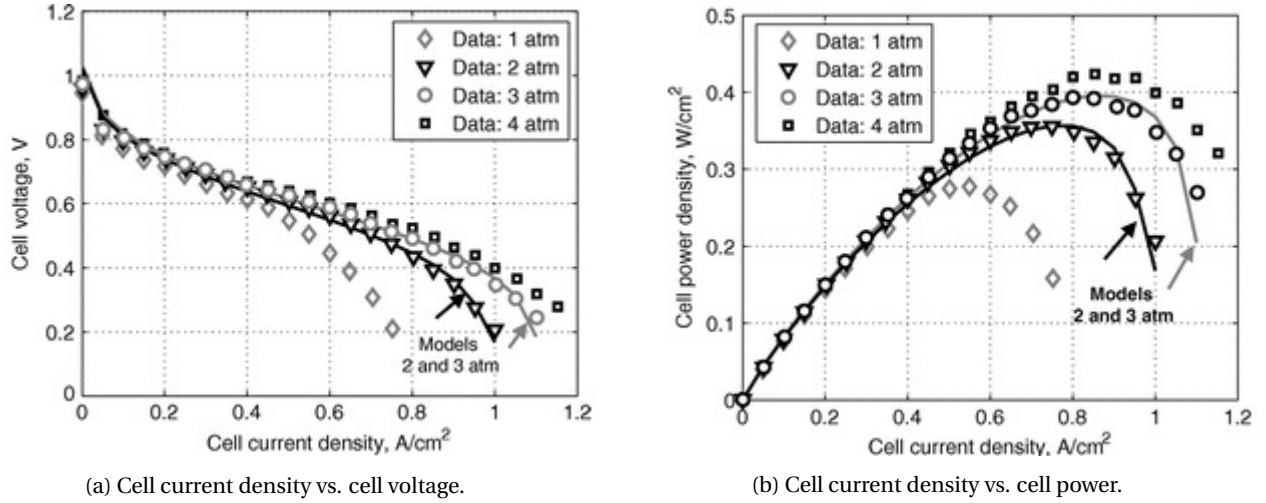 1.2
1
0.8
0.6
0.4
0.2
0
0
0.2
0.4
0.6
0.8
1
1.2
Cell voltage, V
Cell current density, A/cm²
Data: 1 atm
Data: 2 atm
Data: 3 atm
Data: 4 atm
Models
2 and 3 atm
(a) Cell current density vs. cell voltage.
0.5
0.4
0.3
0.2
0.1
0
0
0.2
0.4
0.6
0.8
1
1.2
Cell power density, W/cm²
Cell current density, A/cm²
Data: 1 atm
Data: 2 atm
Data: 3 atm
Data: 4 atm
Models
2 and 3 atm
(b) Cell current density vs. cell power.